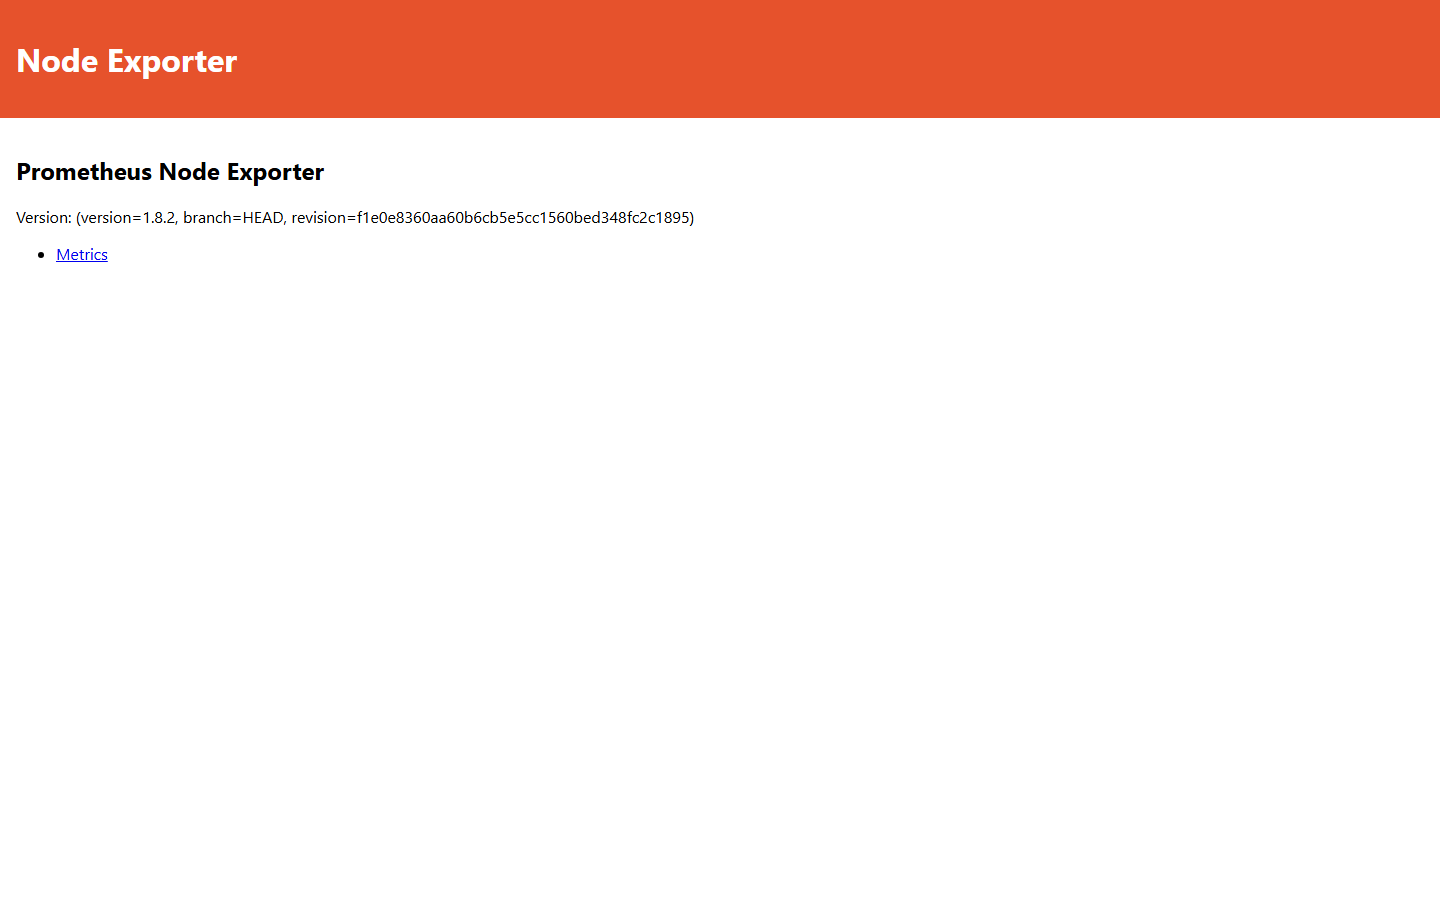 Node Exporter
Prometheus Node Exporter
Version: (version=1.8.2, branch=HEAD, revision=f1e0e8360aa60b6cb5e5cc1560bed348fc2c1895)
Metrics